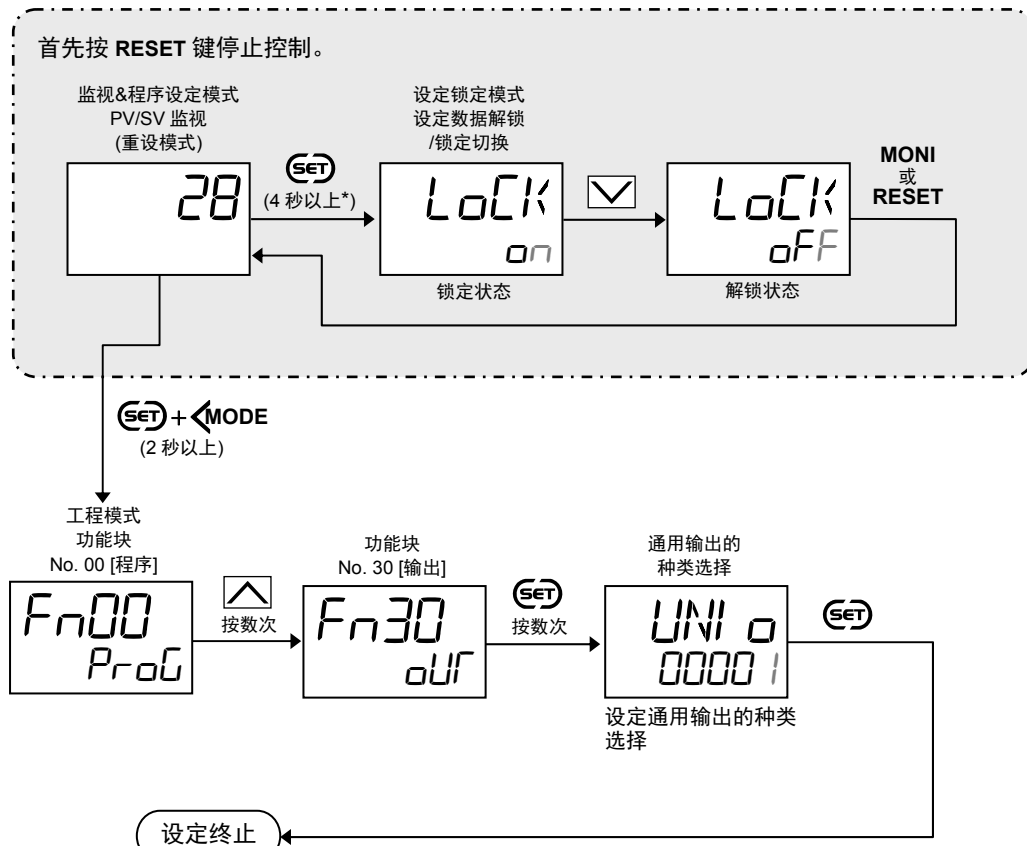 首先按 RESET 键停止控制。
监视&程序设定模式
PV/SV 监视
(重设模式)
28
SET
(4 秒以上*)
设定锁定模式
设定数据解锁
/锁定切换
LoCK
on
锁定状态
LoCK
oFF
解锁状态
MONI
或
RESET
SET + MODE
(2 秒以上)
工程模式
功能块
No. 00 [程序]
Fn00
ProG
按数次
功能块
No. 30 [输出]
Fn30
oUT
SET
按数次
通用输出的
种类选择
UNI o
00001
设定通用输出的种类
选择
SET
设定终止